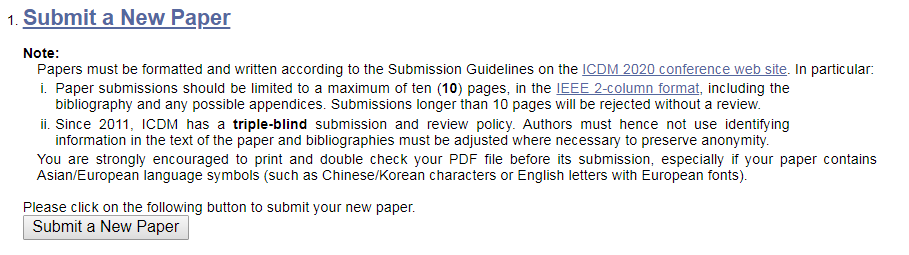 1. Submit a New Paper
Note:
Papers must be formatted and written according to the Submission Guidelines on the ICDM 2020 conference web site. In particular:
i. Paper submissions should be limited to a maximum of ten (10) pages, in the IEEE 2-column format, including the
bibliography and any possible appendices. Submissions longer than 10 pages will be rejected without a review.
ii. Since 2011, ICDM has a triple-blind submission and review policy. Authors must hence not use identifying
information in the text of the paper and bibliographies must be adjusted where necessary to preserve anonymity.
You are strongly encouraged to print and double check your PDF file before its submission, especially if your paper contains
Asian/European language symbols (such as Chinese/Korean characters or English letters with European fonts).
Please click on the following button to submit your new paper.
Submit a New Paper